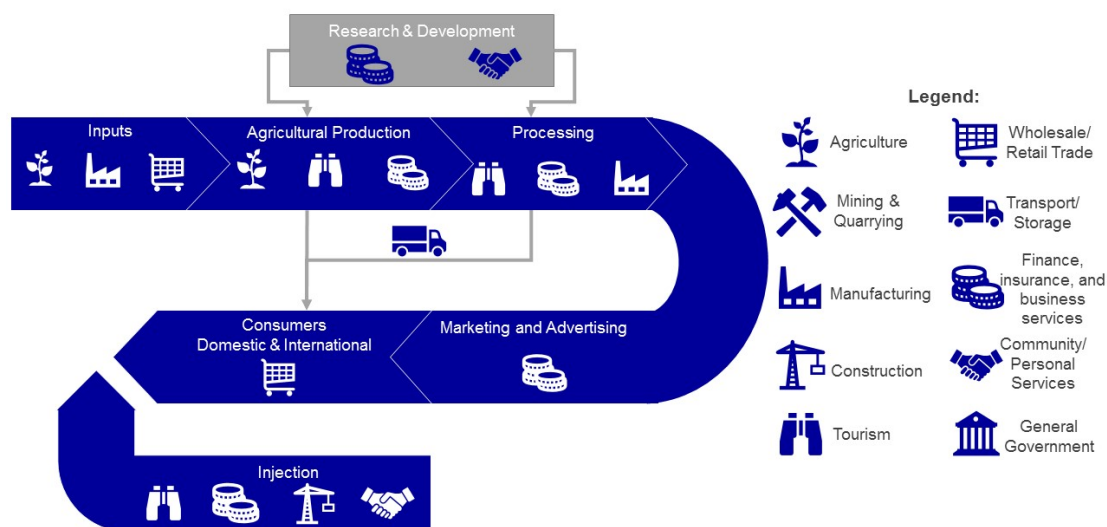 Research & Development
Inputs
Agricultural Production
Processing
Consumers
Domestic & International
Marketing and Advertising
Injection
Legend:
Agriculture
Wholesale/
Retail Trade
Mining &
Quarrying
Transport/
Storage
Manufacturing
Finance,
insurance, and
business
services
Construction
Community/
Personal
Services
Tourism
General
Government